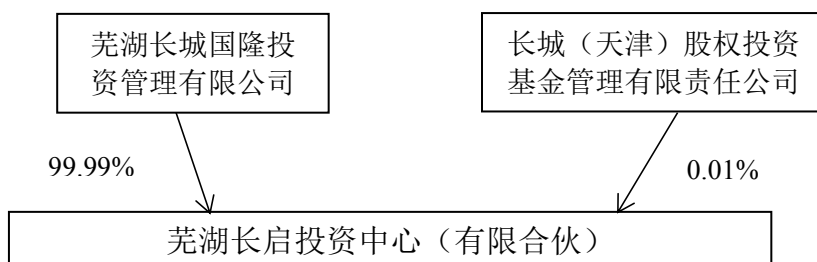 芜湖长城国隆投
资管理有限公司
长城（天津）股权投资
基金管理有限责任公司
99.99%
0.01%
芜湖长启投资中心（有限合伙）